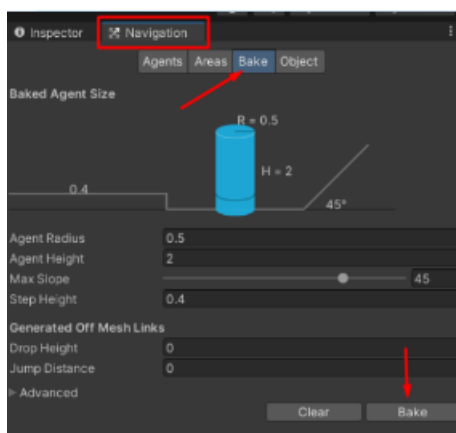 Inspector Navigation
Agents Areas Bake Object
Baked Agent Size
R = 0.5
H = 2
0.4
45°
Agent Radius 0.5
Agent Height 2
Max Slope 45
Step Height 0.4
Generated Off Mesh Links
Drop Height 0
Jump Distance 0
Advanced
Clear Bake